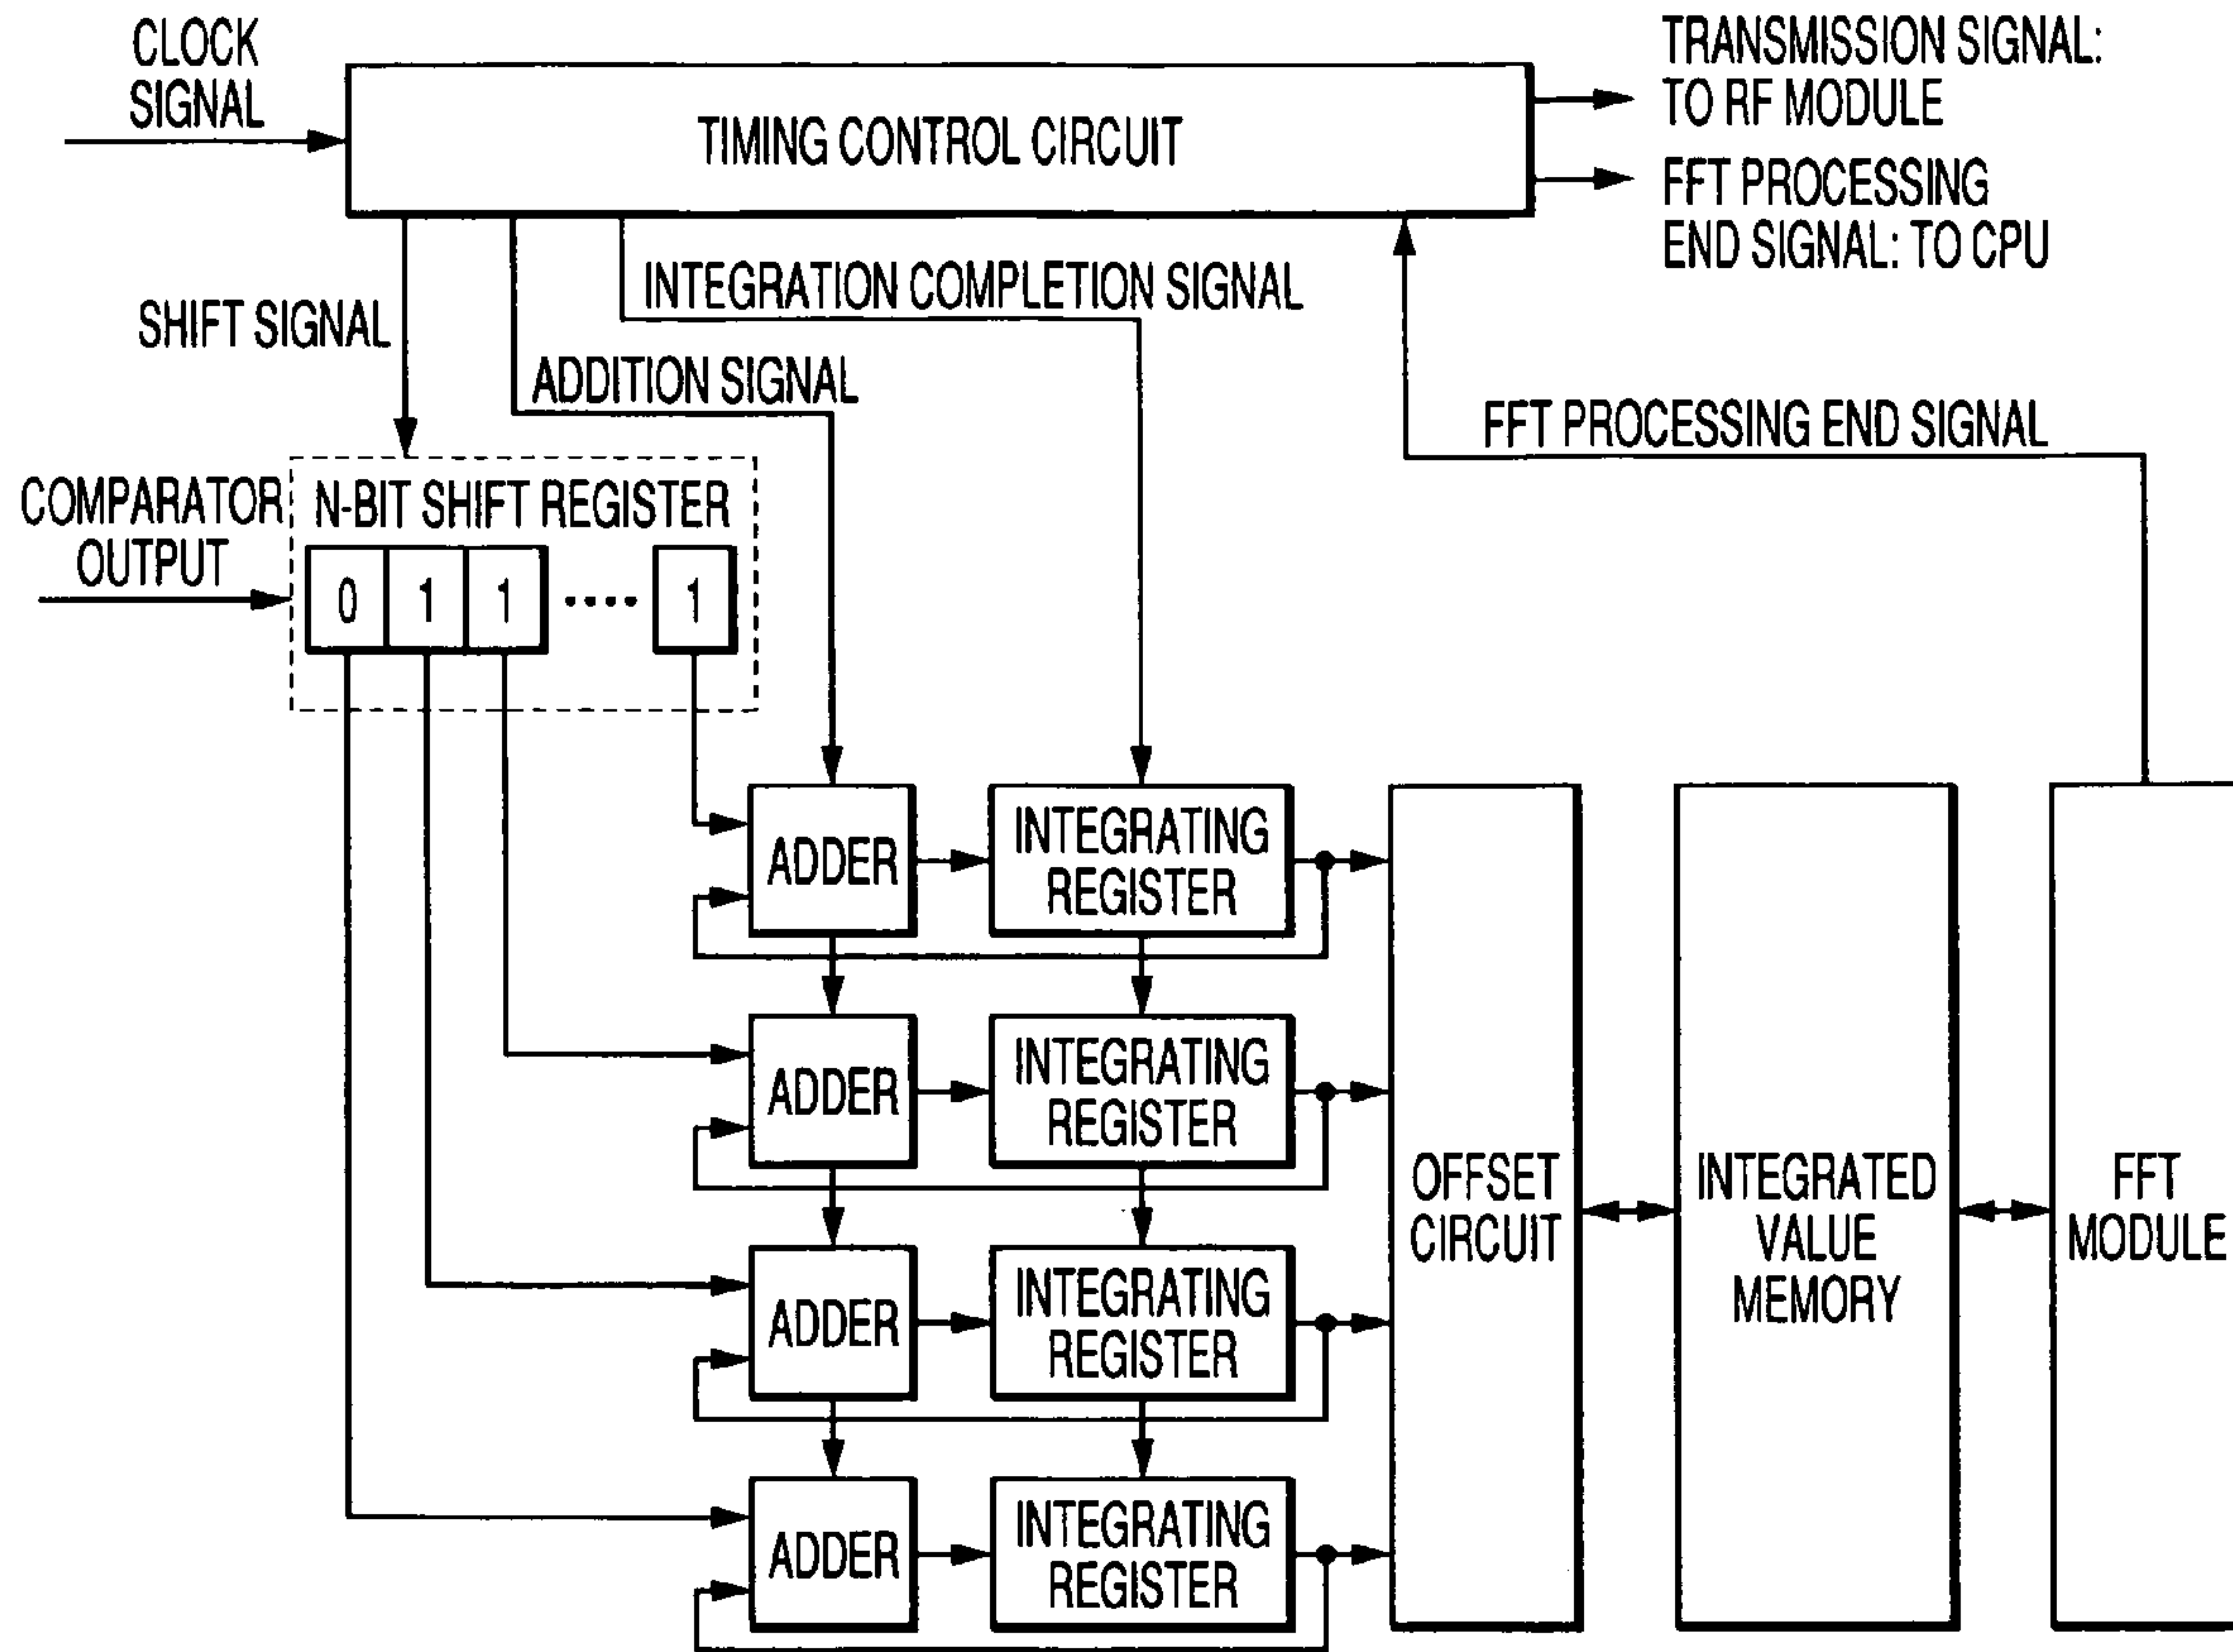 CLOCK
SIGNAL
TIMING CONTROL CIRCUIT
TRANSMISSION SIGNAL:
TO RF MODULE
FFT PROCESSING
END SIGNAL: TO CPU
SHIFT SIGNAL
INTEGRATION COMPLETION SIGNAL
ADDITION SIGNAL
FFT PROCESSING END SIGNAL
COMPARATOR
OUTPUT
N-BIT SHIFT REGISTER
0 1 1 •••• 1
ADDER
INTEGRATING
REGISTER
ADDER
INTEGRATING
REGISTER
ADDER
INTEGRATING
REGISTER
ADDER
INTEGRATING
REGISTER
OFFSET
CIRCUIT
INTEGRATED
VALUE
MEMORY
FFT
MODULE